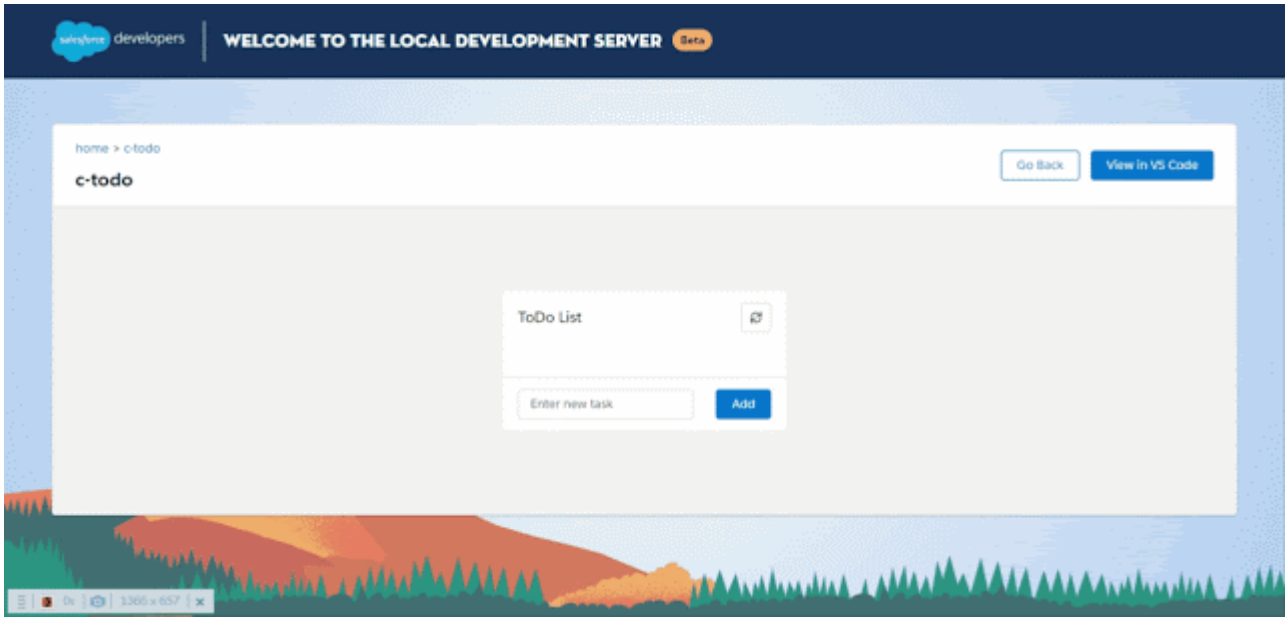 salesforce developers WELCOME TO THE LOCAL DEVELOPMENT SERVER Beta
home > c-todo
c-todo
Go Back View in VS Code
ToDo List
Enter new task Add
0s 1366 x 657 x